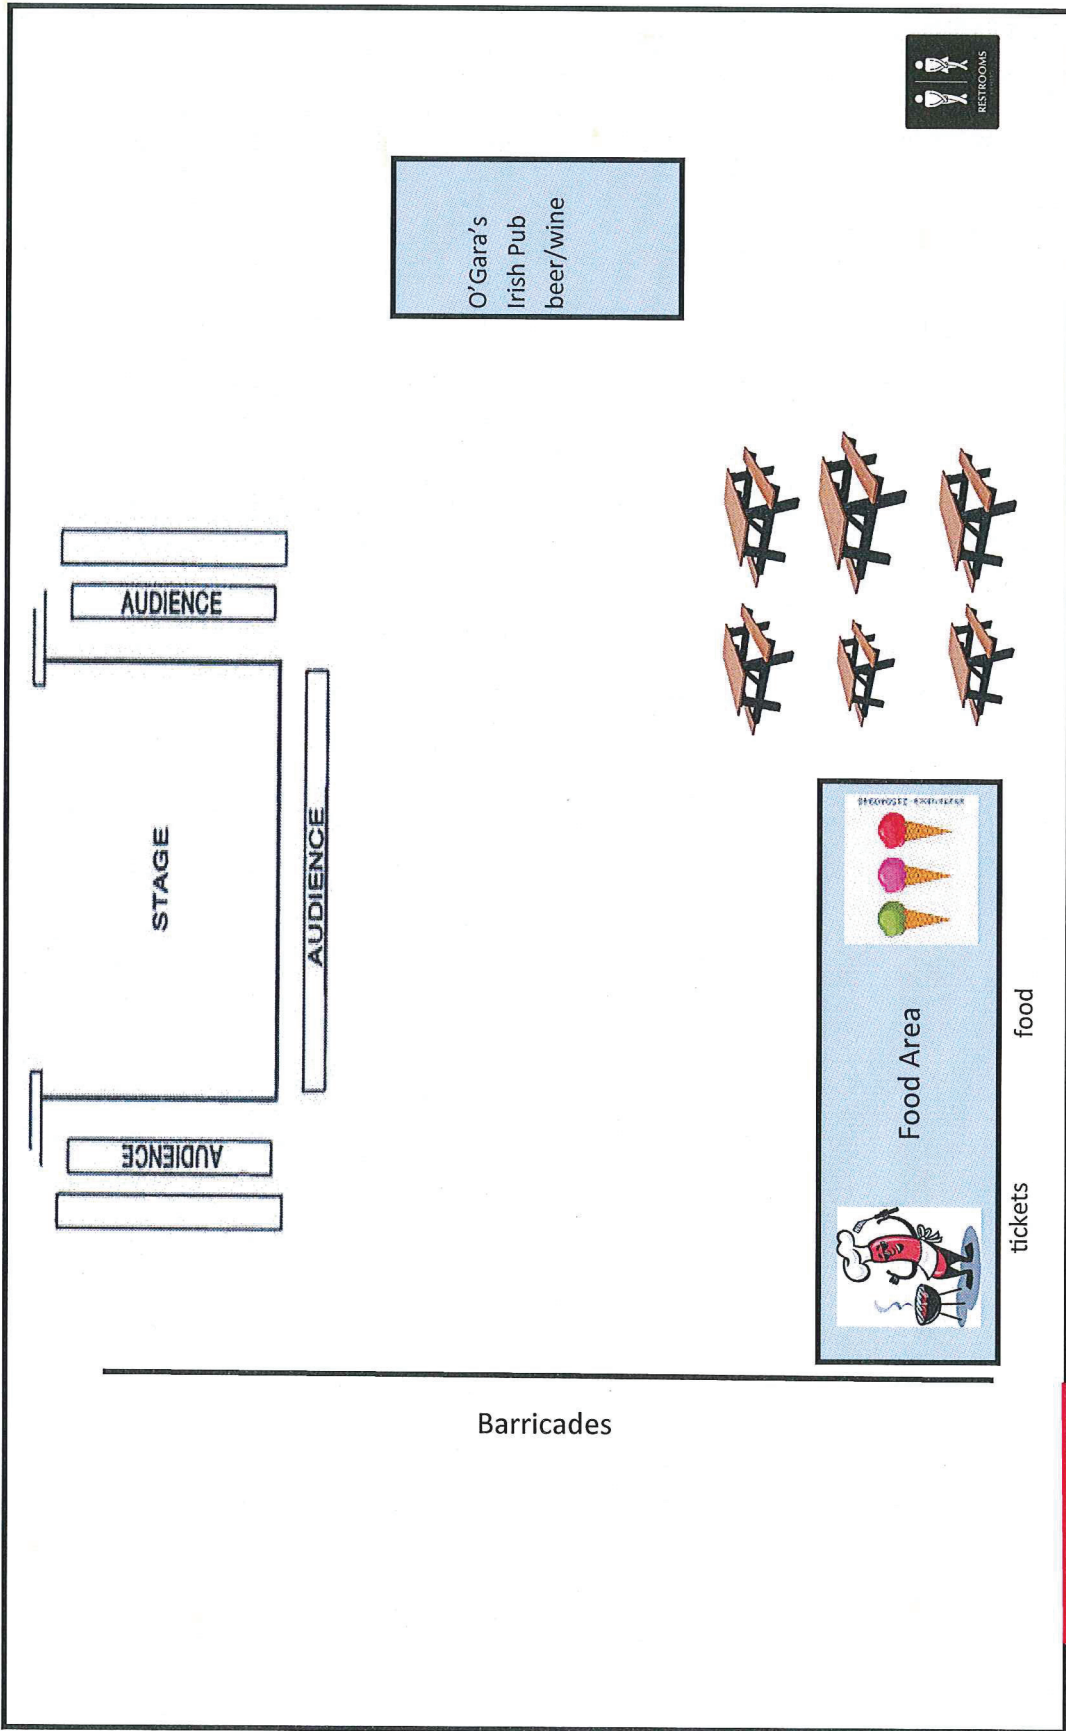 RESTROOMS
O'Gara's
Irish Pub
beer/wine
AUDIENCE
STAGE
AUDIENCE
AUDIENCE
Food Area
food
tickets
Barricades